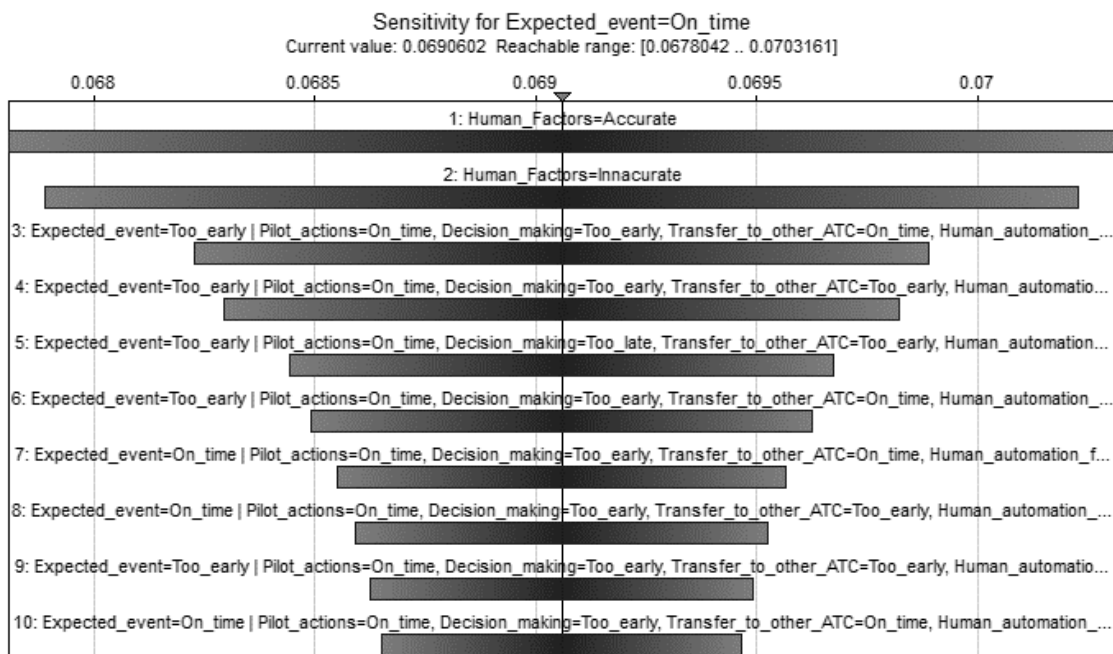 Sensitivity for Expected_event=On_time
Current value: 0.0690602 Reachable range: [0.0678042 .. 0.0703161]
0.068 0.0685 0.069 0.0695 0.07
1: Human_Factors=Accurate
2: Human_Factors=Innacurate
3: Expected_event=Too_early | Pilot_actions=On_time, Decision_making=Too_early, Transfer_to_other_ATC=On_time, Human_automation_...
4: Expected_event=Too_early | Pilot_actions=On_time, Decision_making=Too_early, Transfer_to_other_ATC=Too_early, Human_automatio...
5: Expected_event=Too_early | Pilot_actions=On_time, Decision_making=Too_late, Transfer_to_other_ATC=Too_early, Human_automation...
6: Expected_event=Too_early | Pilot_actions=On_time, Decision_making=Too_early, Transfer_to_other_ATC=On_time, Human_automation_...
7: Expected_event=On_time | Pilot_actions=On_time, Decision_making=Too_early, Transfer_to_other_ATC=On_time, Human_automation_f...
8: Expected_event=On_time | Pilot_actions=On_time, Decision_making=Too_early, Transfer_to_other_ATC=Too_early, Human_automation_...
9: Expected_event=Too_early | Pilot_actions=On_time, Decision_making=Too_early, Transfer_to_other_ATC=Too_early, Human_automatio...
10: Expected_event=On_time | Pilot_actions=On_time, Decision_making=Too_early, Transfer_to_other_ATC=On_time, Human_automation_...